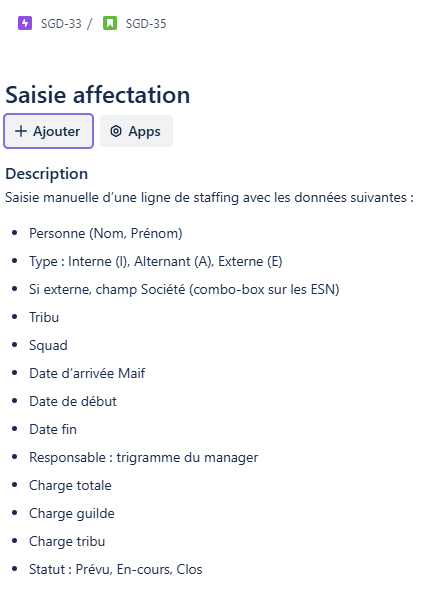 SGD-33 / SGD-35
Saisie affectation
+ Ajouter Apps
Description
Saisie manuelle d’une ligne de staffing avec les données suivantes :
• Personne (Nom, Prénom)
• Type : Interne (I), Alternant (A), Externe (E)
• Si externe, champ Société (combo-box sur les ESN)
• Tribu
• Squad
• Date d’arrivée Maif
• Date de début
• Date fin
• Responsable : trigramme du manager
• Charge totale
• Charge guilde
• Charge tribu
• Statut : Prévu, En-cours, Clos